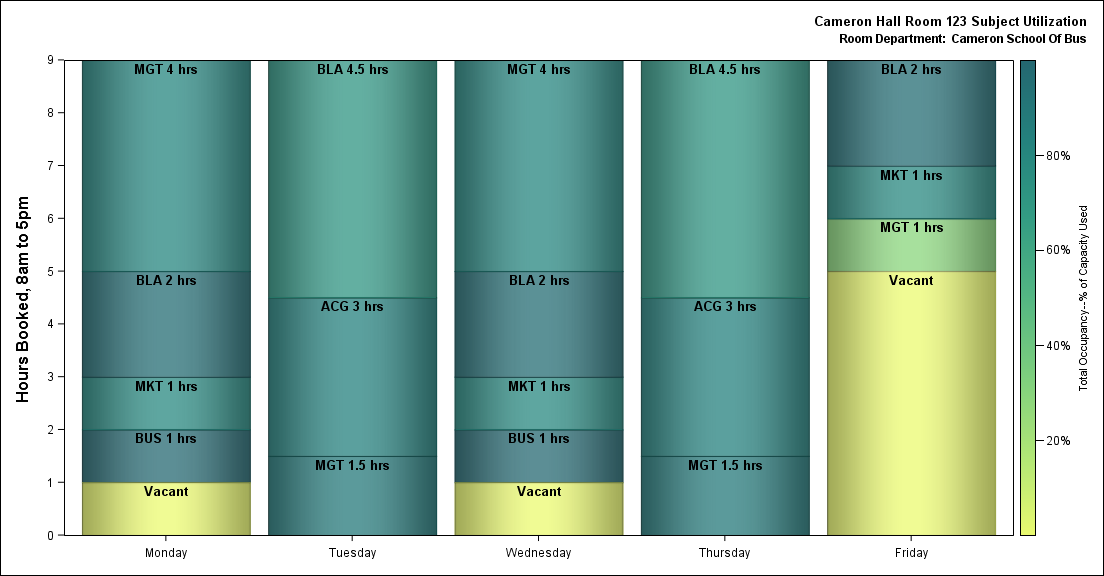 Cameron Hall Room 123 Subject Utilization
Room Department: Cameron School Of Bus
Hours Booked, 8am to 5pm
9
8
7
6
5
4
3
2
1
0
MGT 4 hrs
BLA 2 hrs
MKT 1 hrs
BUS 1 hrs
Vacant
BLA 4.5 hrs
ACG 3 hrs
MGT 1.5 hrs
MGT 4 hrs
BLA 2 hrs
MKT 1 hrs
BUS 1 hrs
Vacant
BLA 4.5 hrs
ACG 3 hrs
MGT 1.5 hrs
BLA 2 hrs
MKT 1 hrs
MGT 1 hrs
Vacant
Monday
Tuesday
Wednesday
Thursday
Friday
80%
60%
40%
20%
Total Occupancy--% of Capacity Used